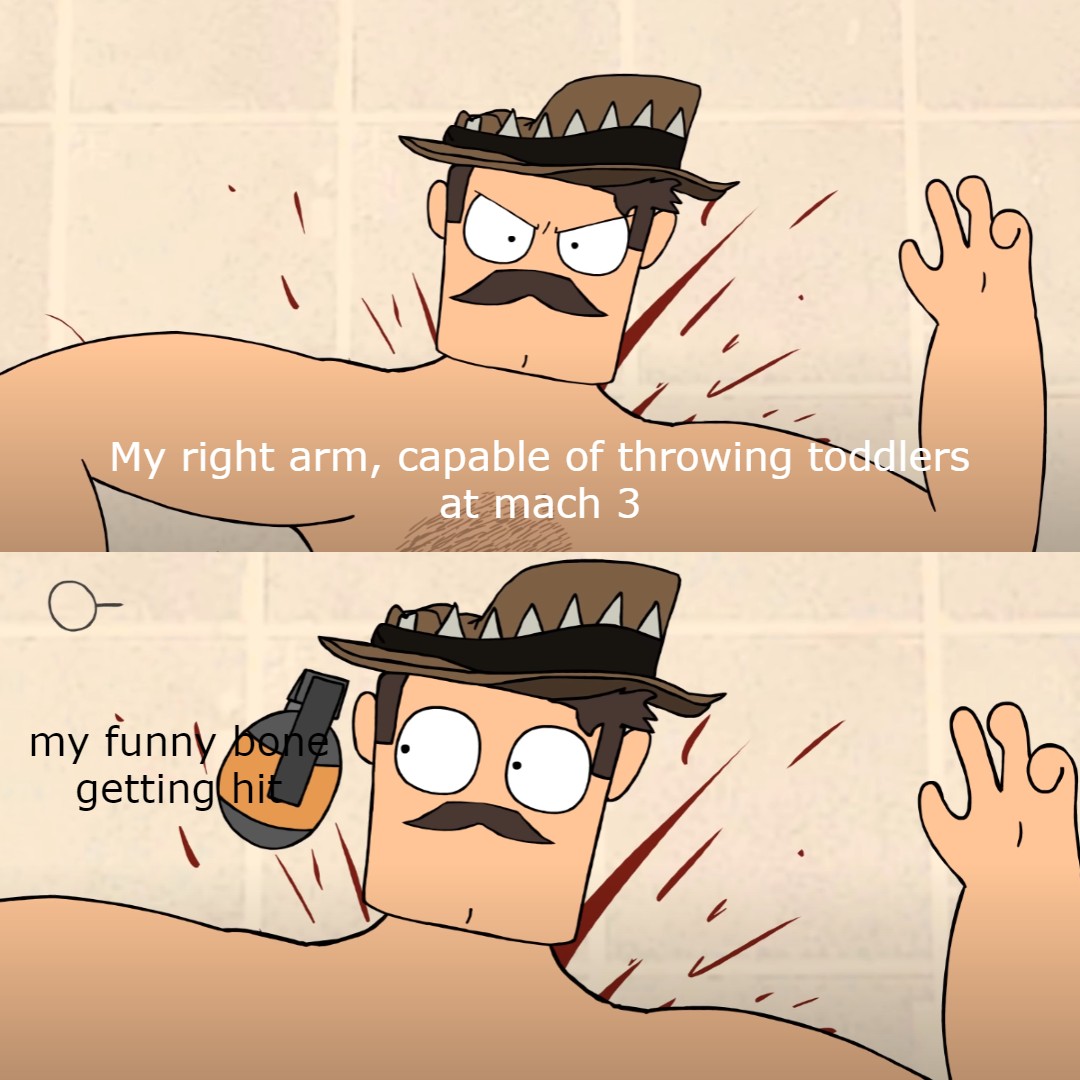 My right arm, capable of throwing toddlers
at mach 3
my funny bone
getting hit